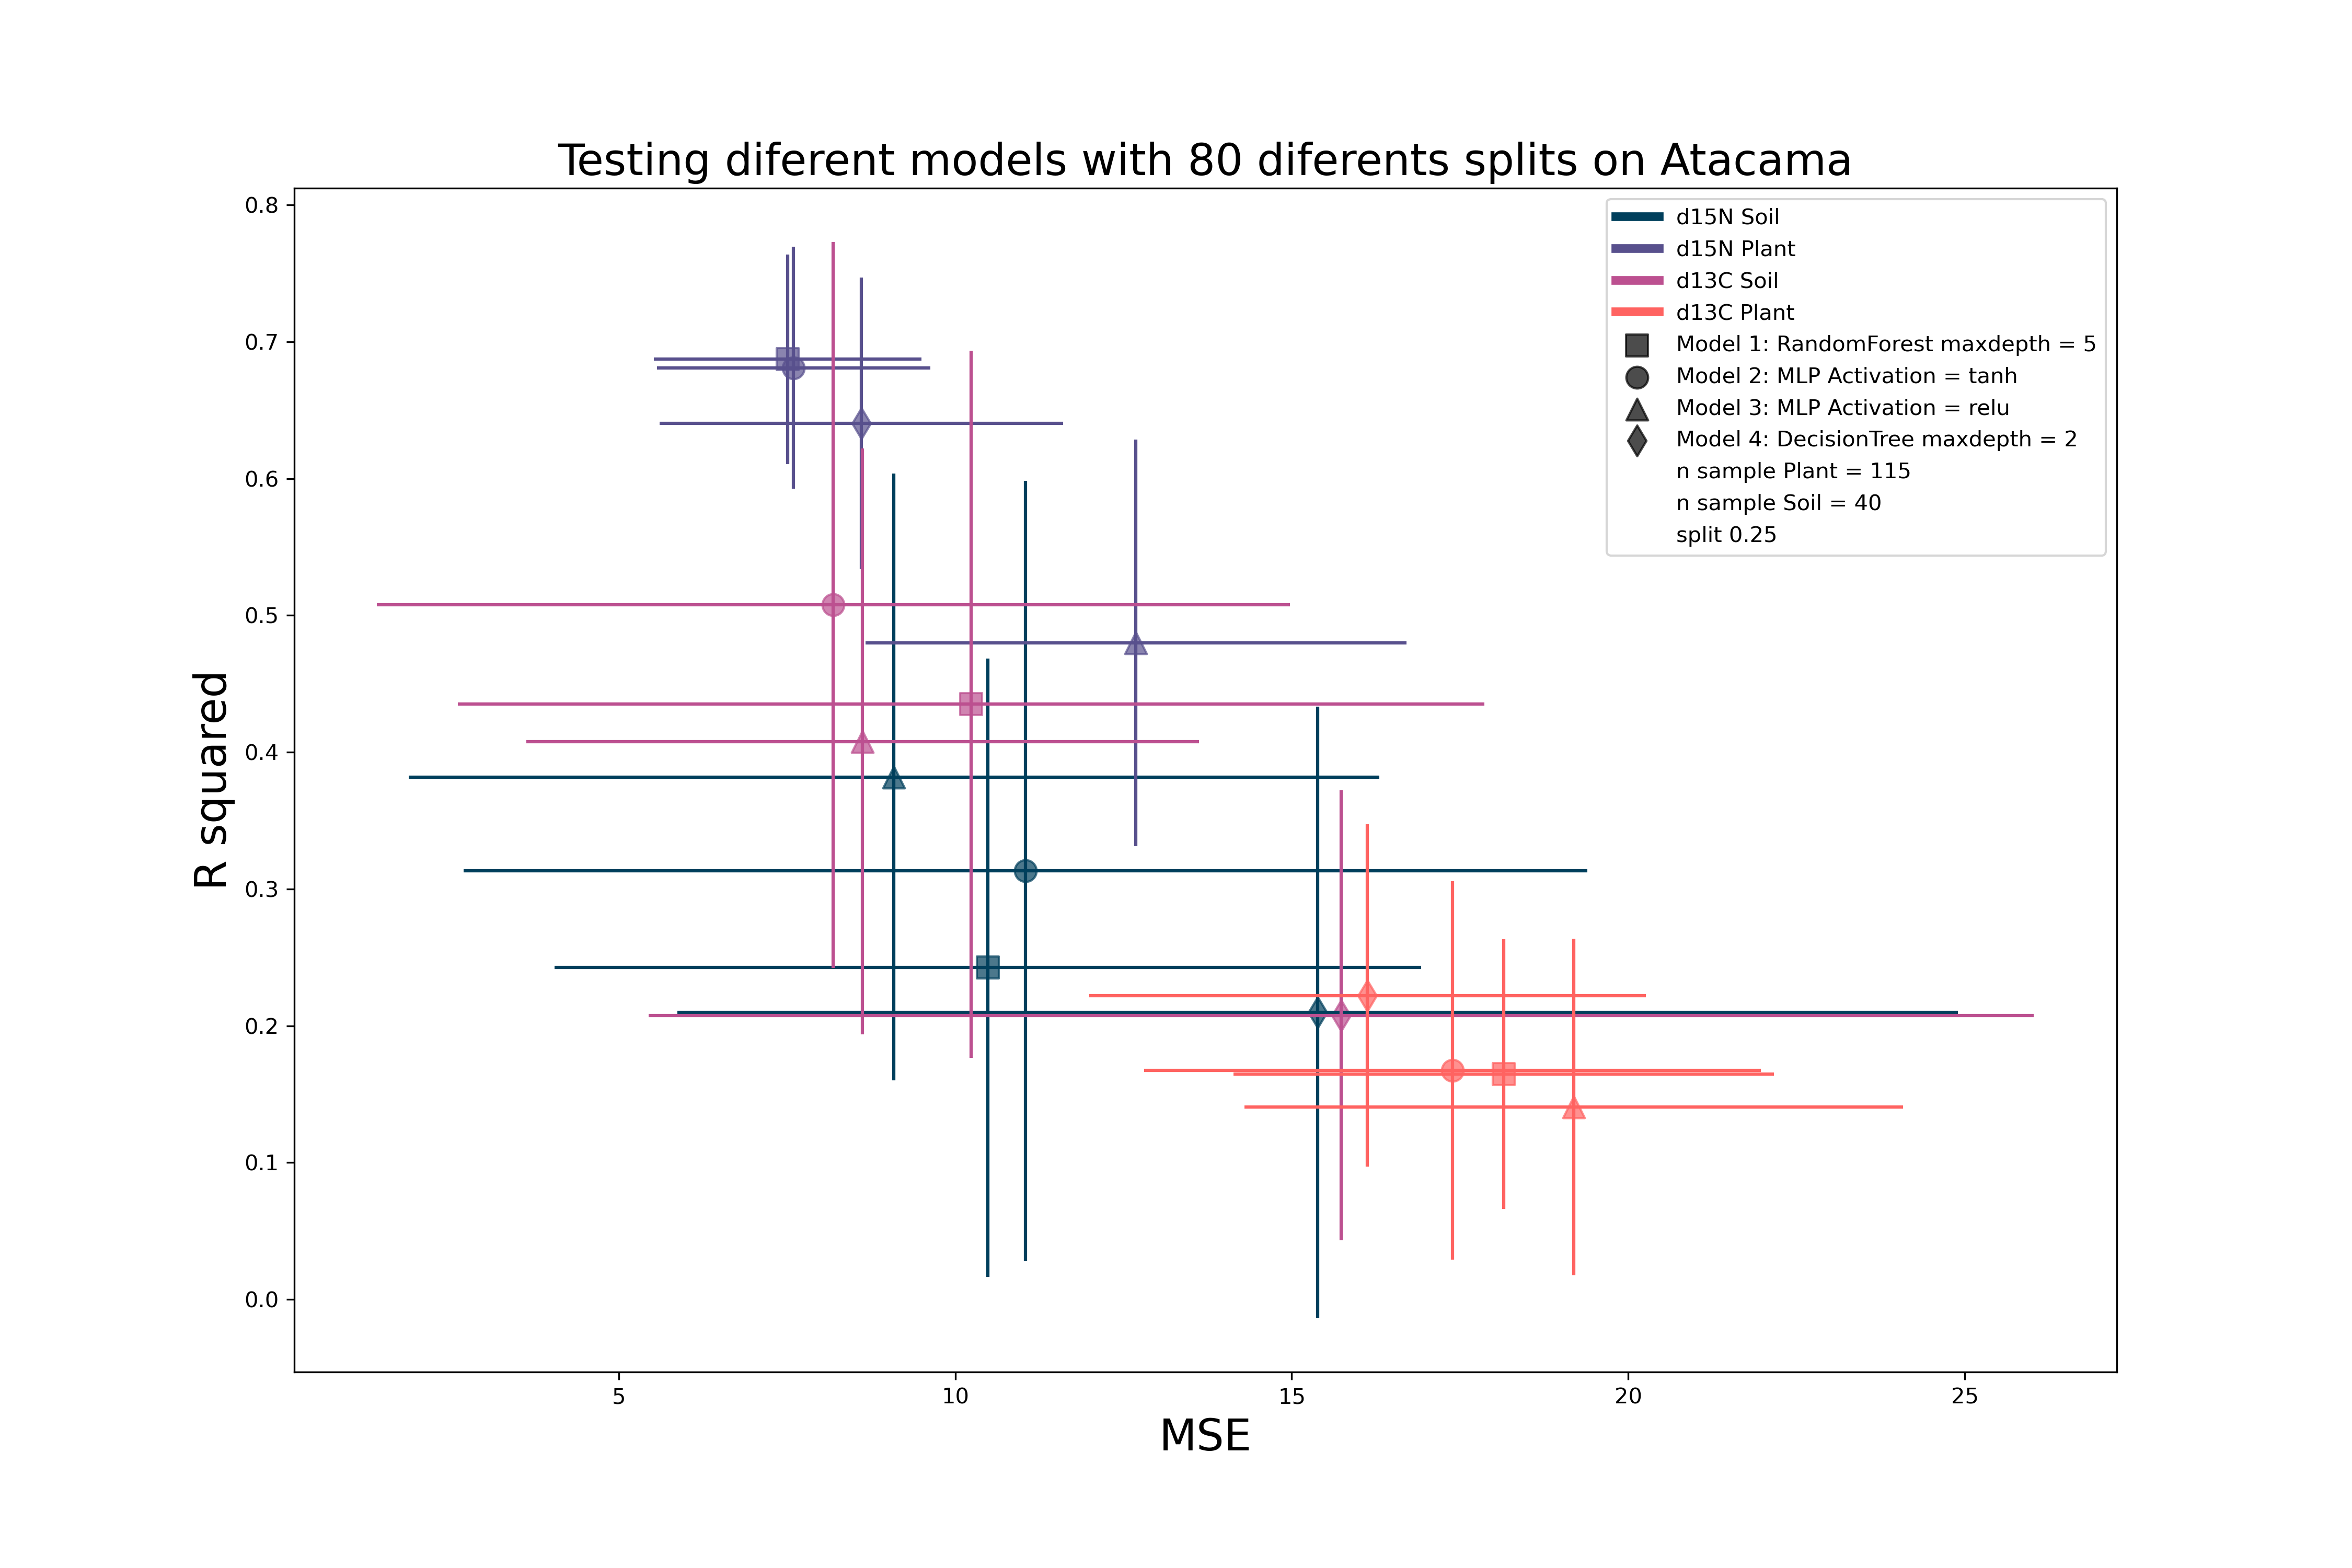 Testing diferent models with 80 diferents splits on Atacama
0.8
0.7
0.6
0.5
0.4
0.3
0.2
0.1
0.0
R squared
5 10 15 20 25
MSE
d15N Soil
d15N Plant
d13C Soil
d13C Plant
Model 1: RandomForest maxdepth = 5
Model 2: MLP Activation = tanh
Model 3: MLP Activation = relu
Model 4: DecisionTree maxdepth = 2
n sample Plant = 115
n sample Soil = 40
split 0.25